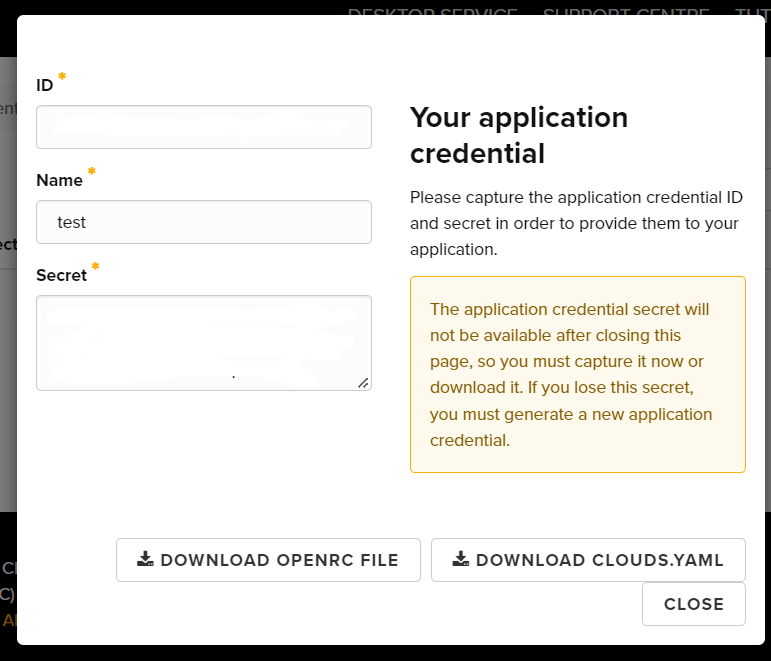 DESKTOP SERVICE SUPPORT CENTRE TUT
ID *
ent
Name *
test
ect
Secret *
.
Your application
credential
Please capture the application credential ID
and secret in order to provide them to your
application.
The application credential secret will
not be available after closing this
page, so you must capture it now or
download it. If you lose this secret,
you must generate a new application
credential.
DOWNLOAD OPENRC FILE
DOWNLOAD CLOUDS.YAML
CLOSE
C)